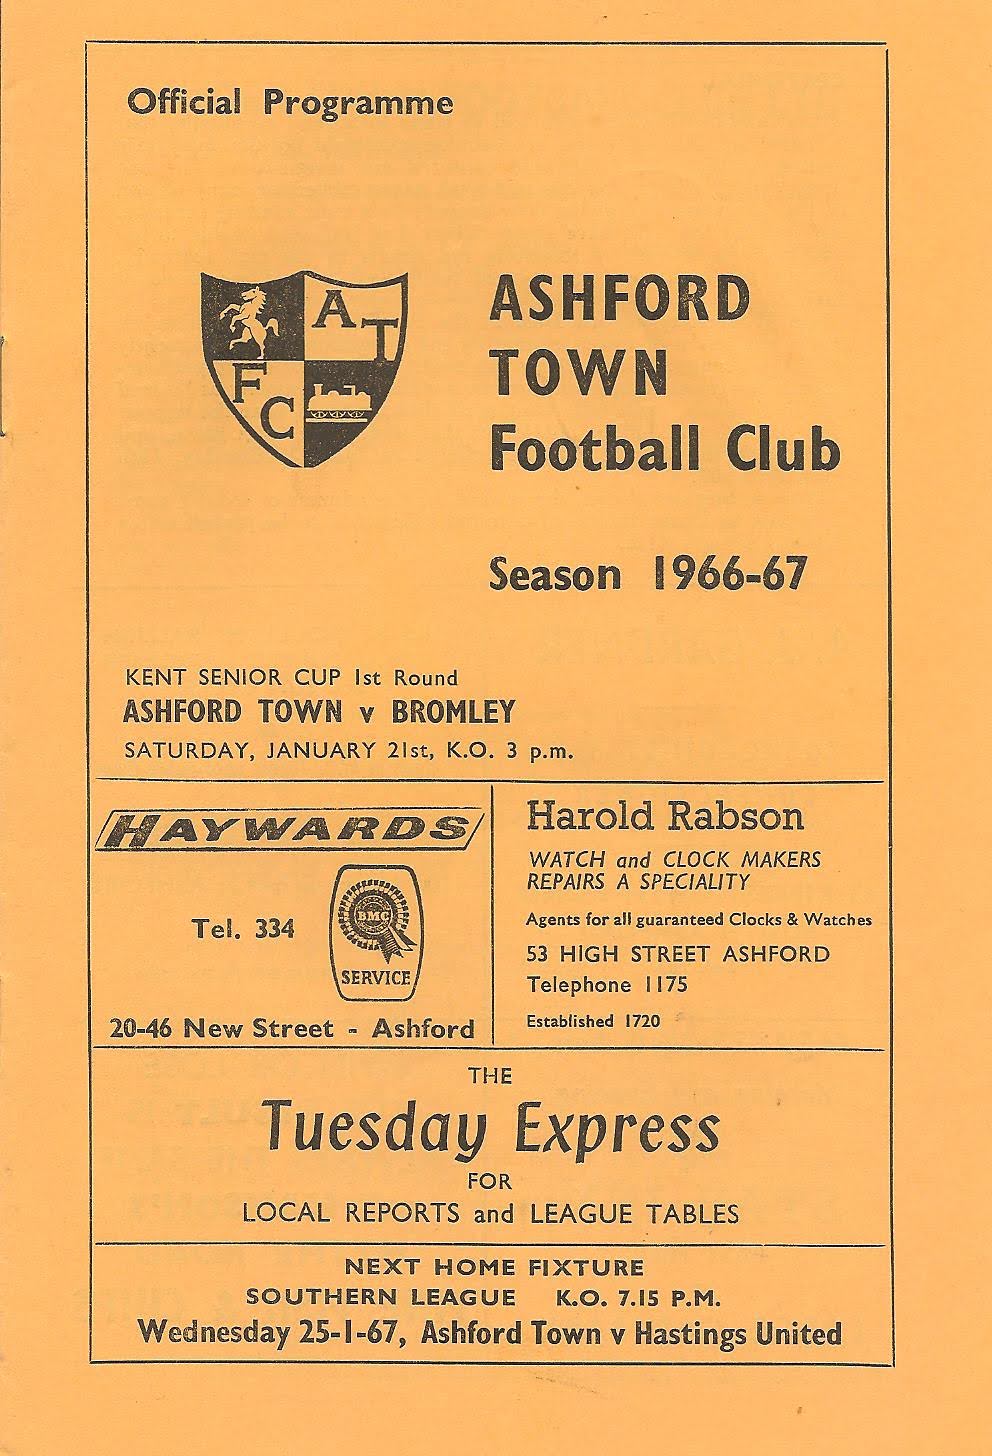 Official Programme
A T
F C
ASHFORD
TOWN
Football Club
Season 1966-67
KENT SENIOR CUP 1st Round
ASHFORD TOWN v BROMLEY
SATURDAY, JANUARY 21st, K.O. 3 p.m.
HAYWARDS
Tel. 334
BMC
SERVICE
20-46 New Street - Ashford
Harold Rabson
WATCH and CLOCK MAKERS
REPAIRS A SPECIALITY
Agents for all guaranteed Clocks & Watches
53 HIGH STREET ASHFORD
Telephone 1175
Established 1720
THE
Tuesday Express
FOR
LOCAL REPORTS and LEAGUE TABLES
NEXT HOME FIXTURE
SOUTHERN LEAGUE K.O. 7.15 P.M.
Wednesday 25-1-67, Ashford Town v Hastings United